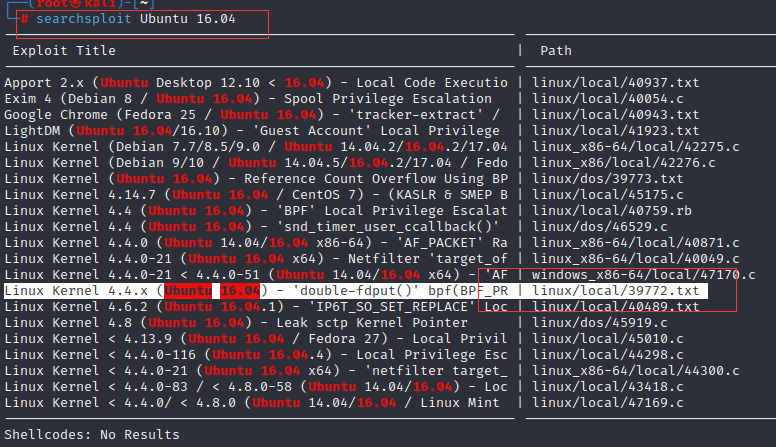 (root㉿kali)-[~]
# searchsploit Ubuntu 16.04
Exploit Title | Path
Apport 2.x (Ubuntu Desktop 12.10 < 16.04) - Local Code Executio | linux/local/40937.txt
Exim 4 (Debian 8 / Ubuntu 16.04) - Spool Privilege Escalation | linux/local/40054.c
Google Chrome (Fedora 25 / Ubuntu 16.04) - 'tracker-extract' / | linux/local/40943.txt
LightDM (Ubuntu 16.04/16.10) - 'Guest Account' Local Privilege | linux/local/41923.txt
Linux Kernel (Debian 7.7/8.5/9.0 / Ubuntu 14.04.2/16.04.2/17.04 | linux_x86-64/local/42275.c
Linux Kernel (Debian 9/10 / Ubuntu 14.04.5/16.04.2/17.04 / Fedo | linux_x86/local/42276.c
Linux Kernel (Ubuntu 16.04) - Reference Count Overflow Using BP | linux/dos/39773.txt
Linux Kernel 4.14.7 (Ubuntu 16.04 / CentOS 7) - (KASLR & SMEP B | linux/local/45175.c
Linux Kernel 4.4 (Ubuntu 16.04) - 'BPF' Local Privilege Escalat | linux/local/40759.rb
Linux Kernel 4.4 (Ubuntu 16.04) - 'snd_timer_user_ccallback()' | linux/dos/46529.c
Linux Kernel 4.4.0 (Ubuntu 14.04/16.04 x86-64) - 'AF_PACKET' Ra | linux_x86-64/local/40871.c
Linux Kernel 4.4.0-21 (Ubuntu 16.04 x64) - Netfilter 'target_of | linux_x86-64/local/40049.c
Linux Kernel 4.4.0-21 < 4.4.0-51 (Ubuntu 14.04/16.04 x64) - 'AF | windows_x86-64/local/47170.c
Linux Kernel 4.4.x (Ubuntu 16.04) - 'double-fdput()' bpf(BPF_PR | linux/local/39772.txt
Linux Kernel 4.6.2 (Ubuntu 16.04.1) - 'IP6T_SO_SET_REPLACE' Loc | linux/local/40489.txt
Linux Kernel 4.8 (Ubuntu 16.04) - Leak sctp Kernel Pointer | linux/dos/45919.c
Linux Kernel < 4.13.9 (Ubuntu 16.04 / Fedora 27) - Local Privil | linux/local/45010.c
Linux Kernel < 4.4.0-116 (Ubuntu 16.04.4) - Local Privilege Esc | linux/local/44298.c
Linux Kernel < 4.4.0-21 (Ubuntu 16.04 x64) - 'netfilter target_ | linux_x86-64/local/44300.c
Linux Kernel < 4.4.0-83 / < 4.8.0-58 (Ubuntu 14.04/16.04) - Loc | linux/local/43418.c
Linux Kernel < 4.4.0/ < 4.8.0 (Ubuntu 14.04/16.04 / Linux Mint | linux/local/47169.c
Shellcodes: No Results